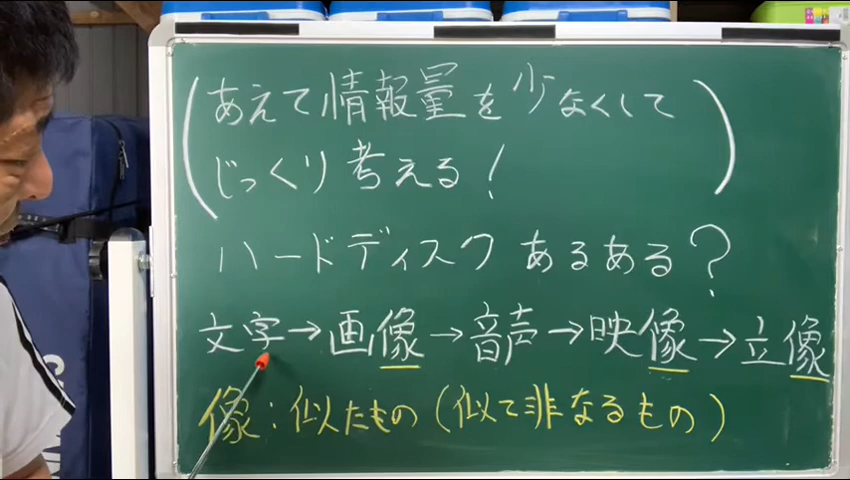 (あえて情報量を少なくして
じっくり考える!)
ハードディスクあるある?
文字→画像→音声→映像→立像
像:似たもの(似て非なるもの)